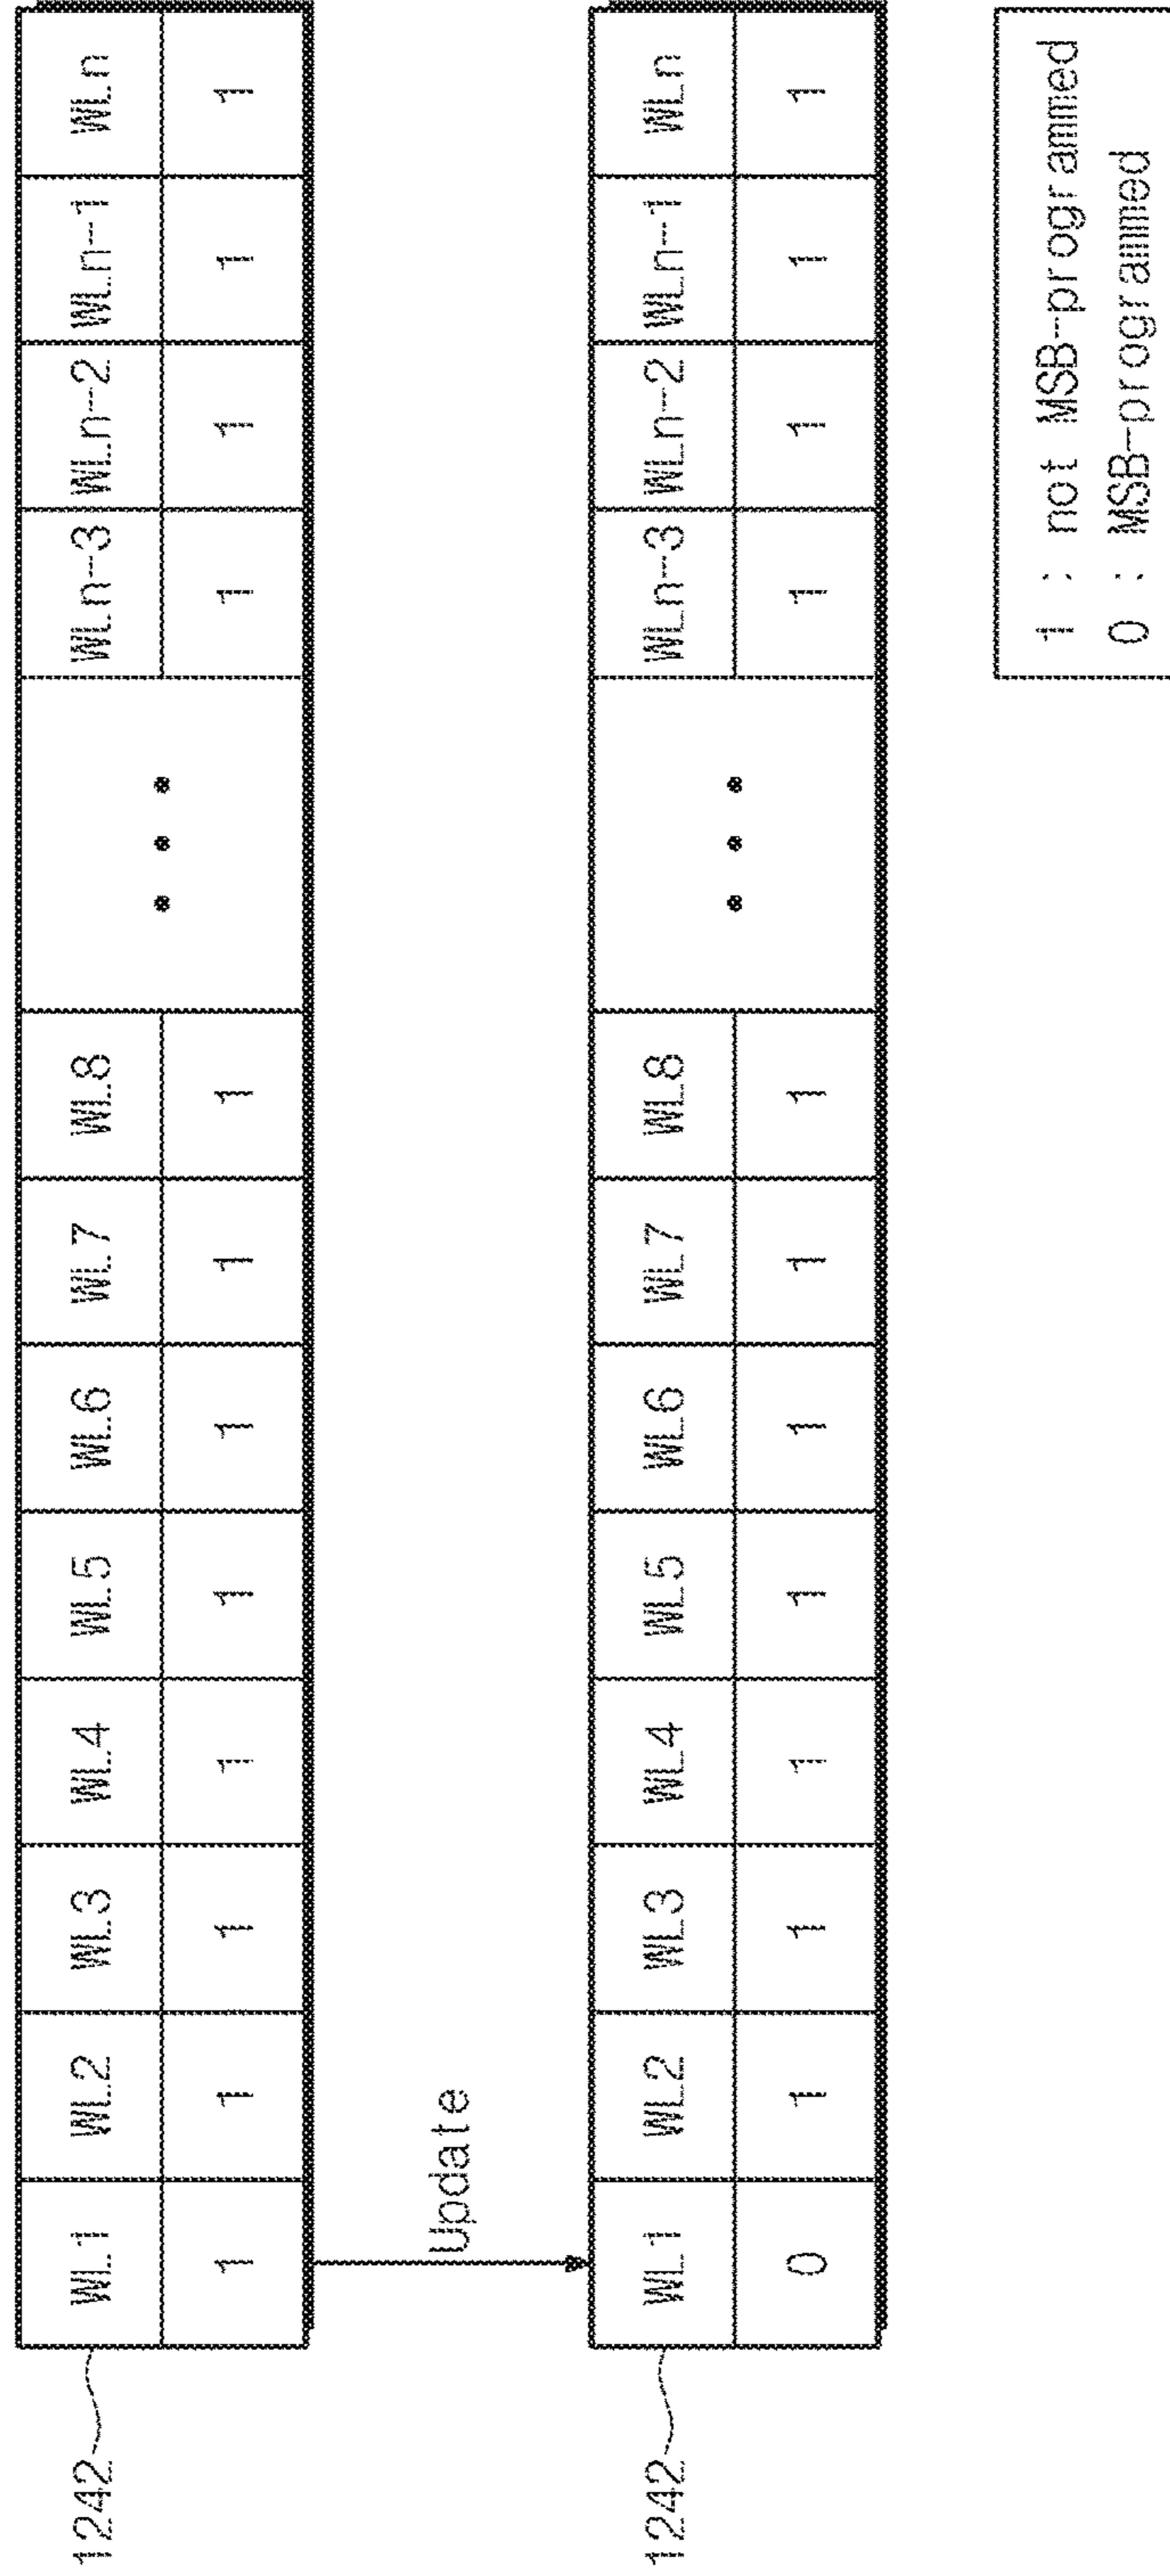 1242
WL1 WL2 WL3 WL4 WL5 WL6 WL7 WL8 • • • WLn-3 WLn-2 WLn-1 WLn
1 1 1 1 1 1 1 1 1 1 1 1
Update
1242
WL1 WL2 WL3 WL4 WL5 WL6 WL7 WL8 • • • WLn-3 WLn-2 WLn-1 WLn
0 1 1 1 1 1 1 1 1 1 1 1
1 : not MSB-programmed
0 : MSB-programmed